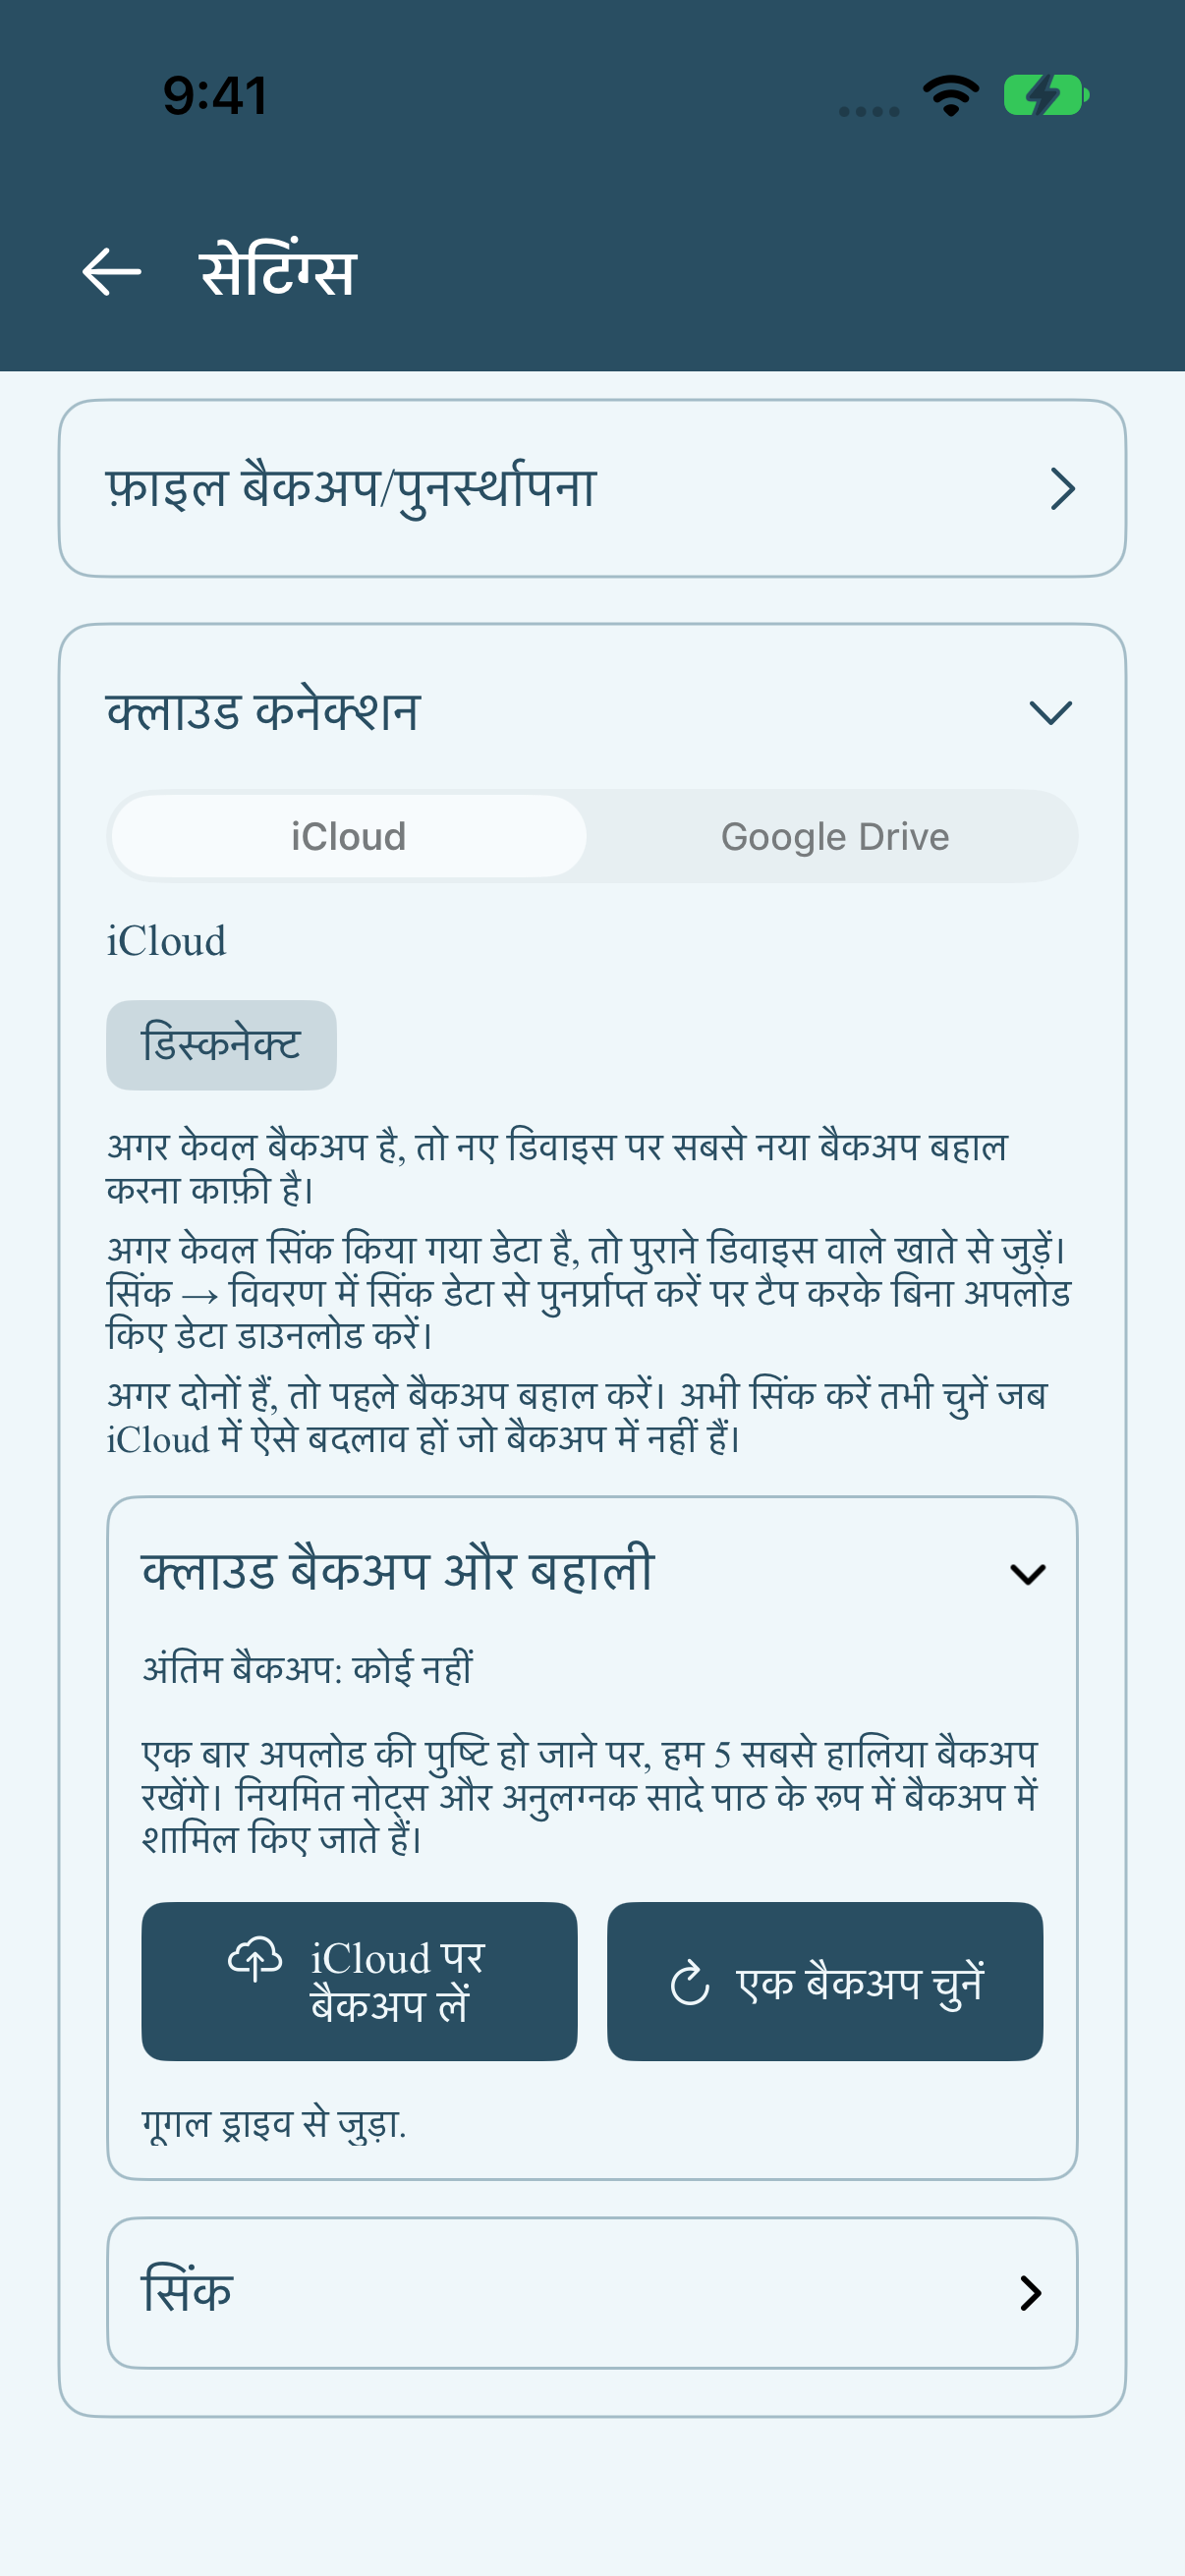 9:41
सेटिंग्स
फ़ाइल बैकअप/पुनर्स्थापना
क्लाउड कनेक्शन
iCloud
Google Drive
iCloud
डिस्कनेक्ट
अगर केवल बैकअप है, तो नए डिवाइस पर सबसे नया बैकअप बहाल
करना काफ़ी है।
अगर केवल सिंक किया गया डेटा है, तो पुराने डिवाइस वाले खाते से जुड़ें।
सिंक → विवरण में सिंक डेटा से पुनर्प्राप्त करें पर टैप करके बिना अपलोड
किए डेटा डाउनलोड करें।
अगर दोनों हैं, तो पहले बैकअप बहाल करें। अभी सिंक करें तभी चुनें जब
iCloud में ऐसे बदलाव हों जो बैकअप में नहीं हैं।
क्लाउड बैकअप और बहाली
अंतिम बैकअप: कोई नहीं
एक बार अपलोड की पुष्टि हो जाने पर, हम 5 सबसे हालिया बैकअप
रखेंगे। नियमित नोट्स और अनुलग्नक सादे पाठ के रूप में बैकअप में
शामिल किए जाते हैं।
iCloud पर
बैकअप लें
एक बैकअप चुनें
गूगल ड्राइव से जुड़ा.
सिंक